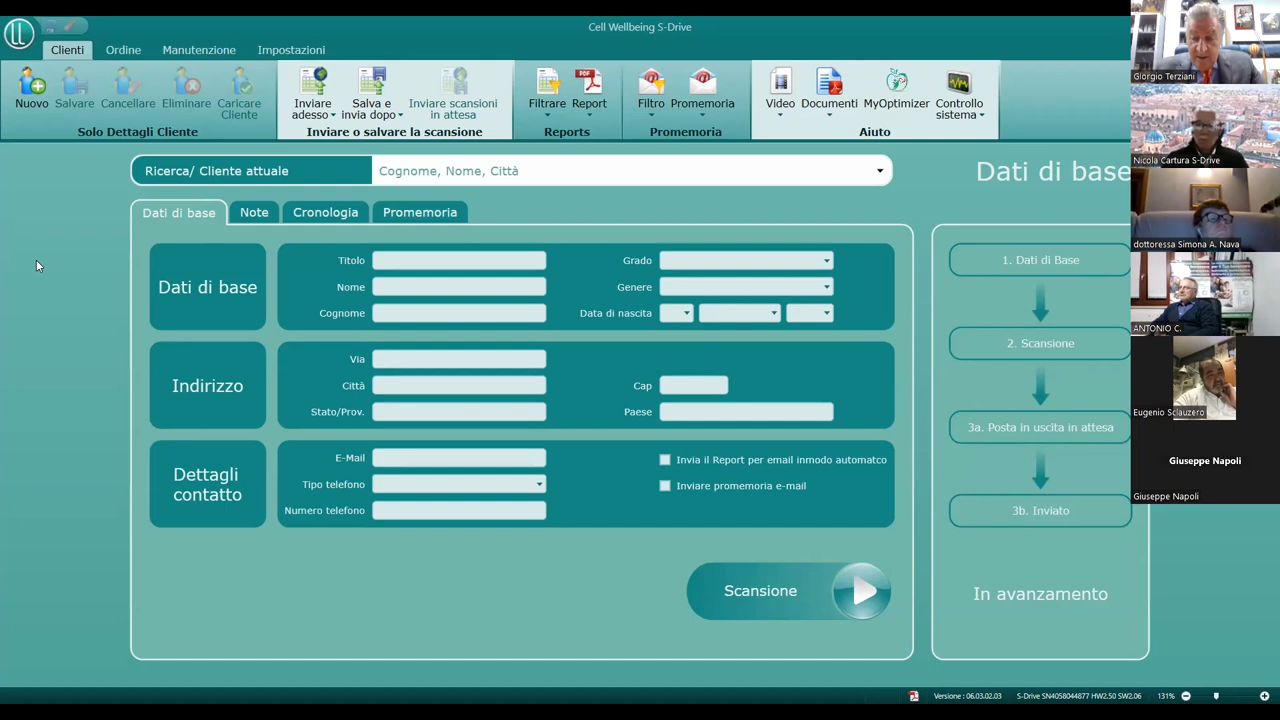 Cell Wellbeing S-Drive
Clienti Ordine Manutenzione Impostazioni
Nuovo Salvare Cancellare Eliminare Caricare Cliente
Solo Dettagli Cliente
Inviare adesso Salva e invia dopo Inviare scansioni in attesa
Inviare o salvare la scansione
Filtrare Report
Reports
Filtro Promemoria
Promemoria
Video Documenti MyOptimizer Controllo sistema
Aiuto
PDF
Ricerca/ Cliente attuale Cognome, Nome, Città
Dati di base
Dati di base Note Cronologia Promemoria
Dati di base
Titolo Grado
Nome Genere
Cognome Data di nascita
Indirizzo
Via
Città Cap
Stato/Prov. Paese
Dettagli contatto
E-Mail Invia il Report per email inmodo automatco
Tipo telefono Inviare promemoria e-mail
Numero telefono
Scansione
1. Dati di Base
2. Scansione
3a. Posta in uscita in attesa
3b. Inviato
In avanzamento
Versione : 06.03.02.03 S-Drive SN4058044877 HW2.50 SW2.06 131%
Giorgio Terziani
Nicola Cartura S-Drive
dottoressa Simona A. Nava
ANTONIO C.
Eugenio Sclauzero
Giuseppe Napoli
Giuseppe Napoli